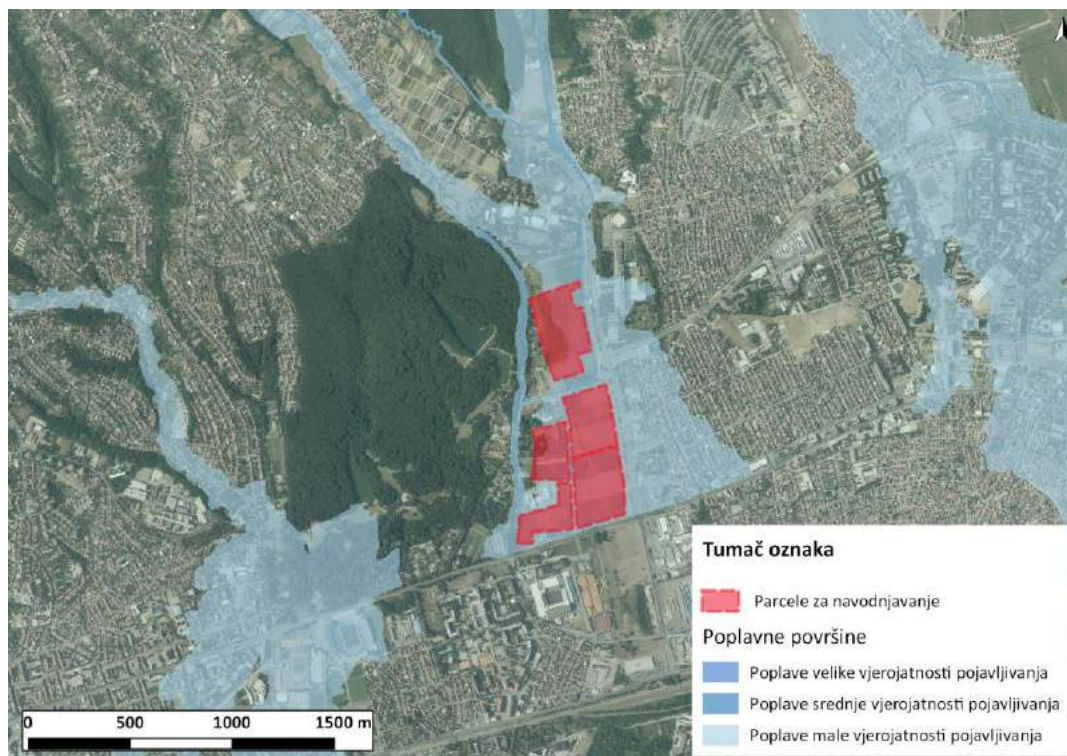 Tumač oznaka
Parcele za navodnjavanje
Poplavne površine
Poplave velike vjerojatnosti pojavljivanja
Poplave srednje vjerojatnosti pojavljivanja
Poplave male vjerojatnosti pojavljivanja
0 500 1000 1500 m